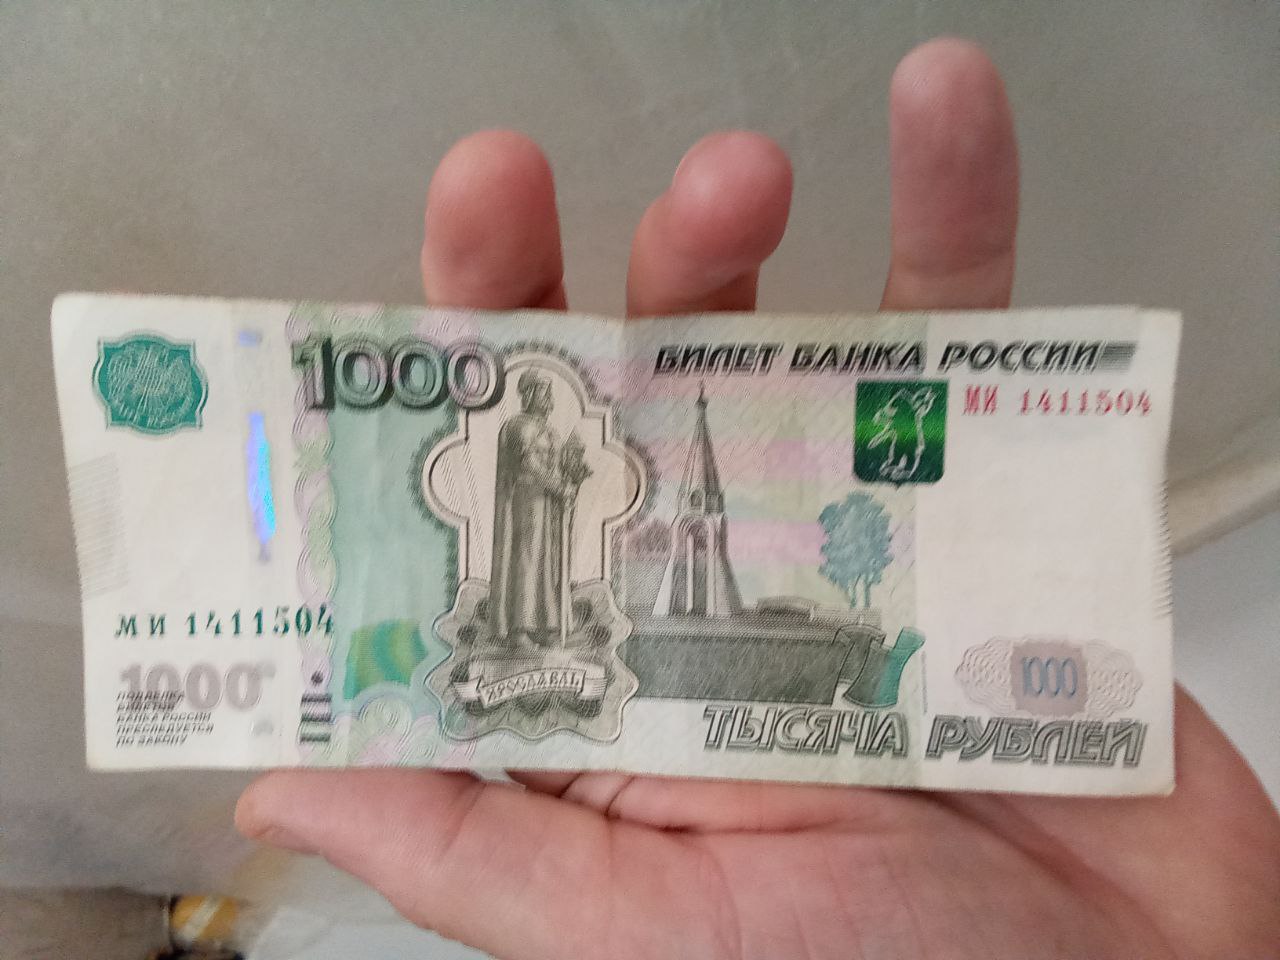 1000
БИЛЕТ БАНКА РОССИИ
МИ 1411504
МИ 1411504
1000
ПОДДЕЛКА
БИЛЕТОВ
БАНКА РОССИИ
ПРЕСЛЕДУЕТСЯ
ПО ЗАКОНУ
ЯРОСЛАВЛЬ
1000
ТЫСЯЧА РУБЛЕЙ